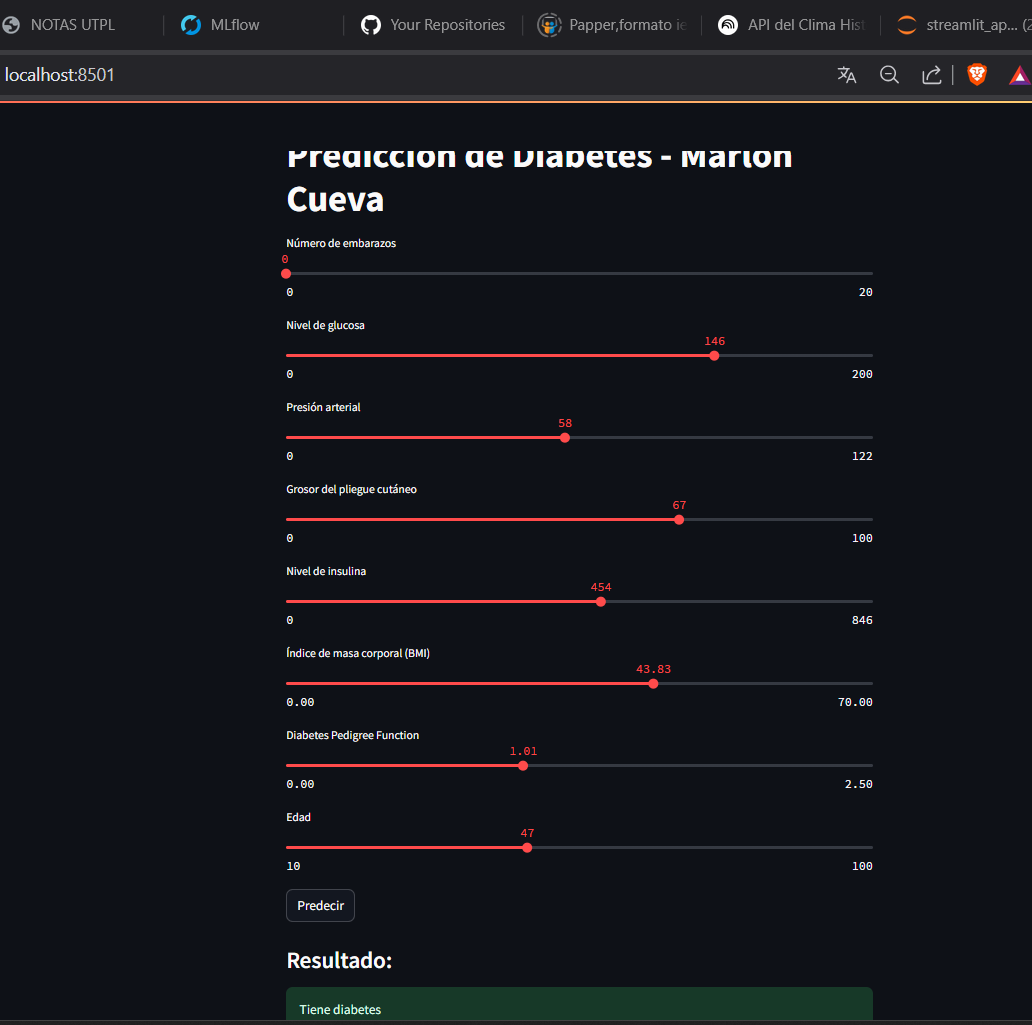 NOTAS UTPL
MLflow
Your Repositories
Papper,formato ie
API del Clima His
streamlit_ap... (2
localhost:8501
Predicción de Diabetes - Marlon
Cueva
Número de embarazos
0
0 20
Nivel de glucosa
146
0 200
Presión arterial
58
0 122
Grosor del pliegue cutáneo
67
0 100
Nivel de insulina
454
0 846
Índice de masa corporal (BMI)
43.83
0.00 70.00
Diabetes Pedigree Function
1.01
0.00 2.50
Edad
47
10 100
Predecir
Resultado:
Tiene diabetes